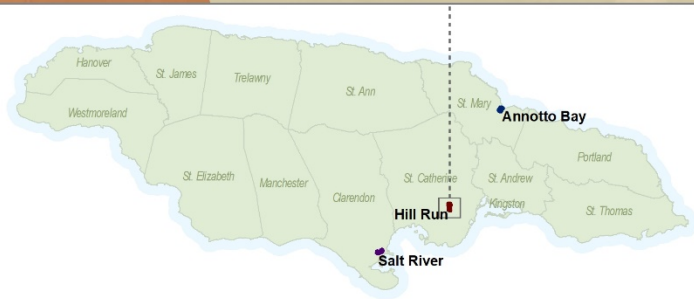 Hanover
St. James
Trelawny
St. Ann
St. Mary
Annotto Bay
Westmoreland
Portland
St. Elizabeth
Manchester
Clarendon
St. Catherine
St. Andrew
Kingston
St. Thomas
Hill Run
Salt River